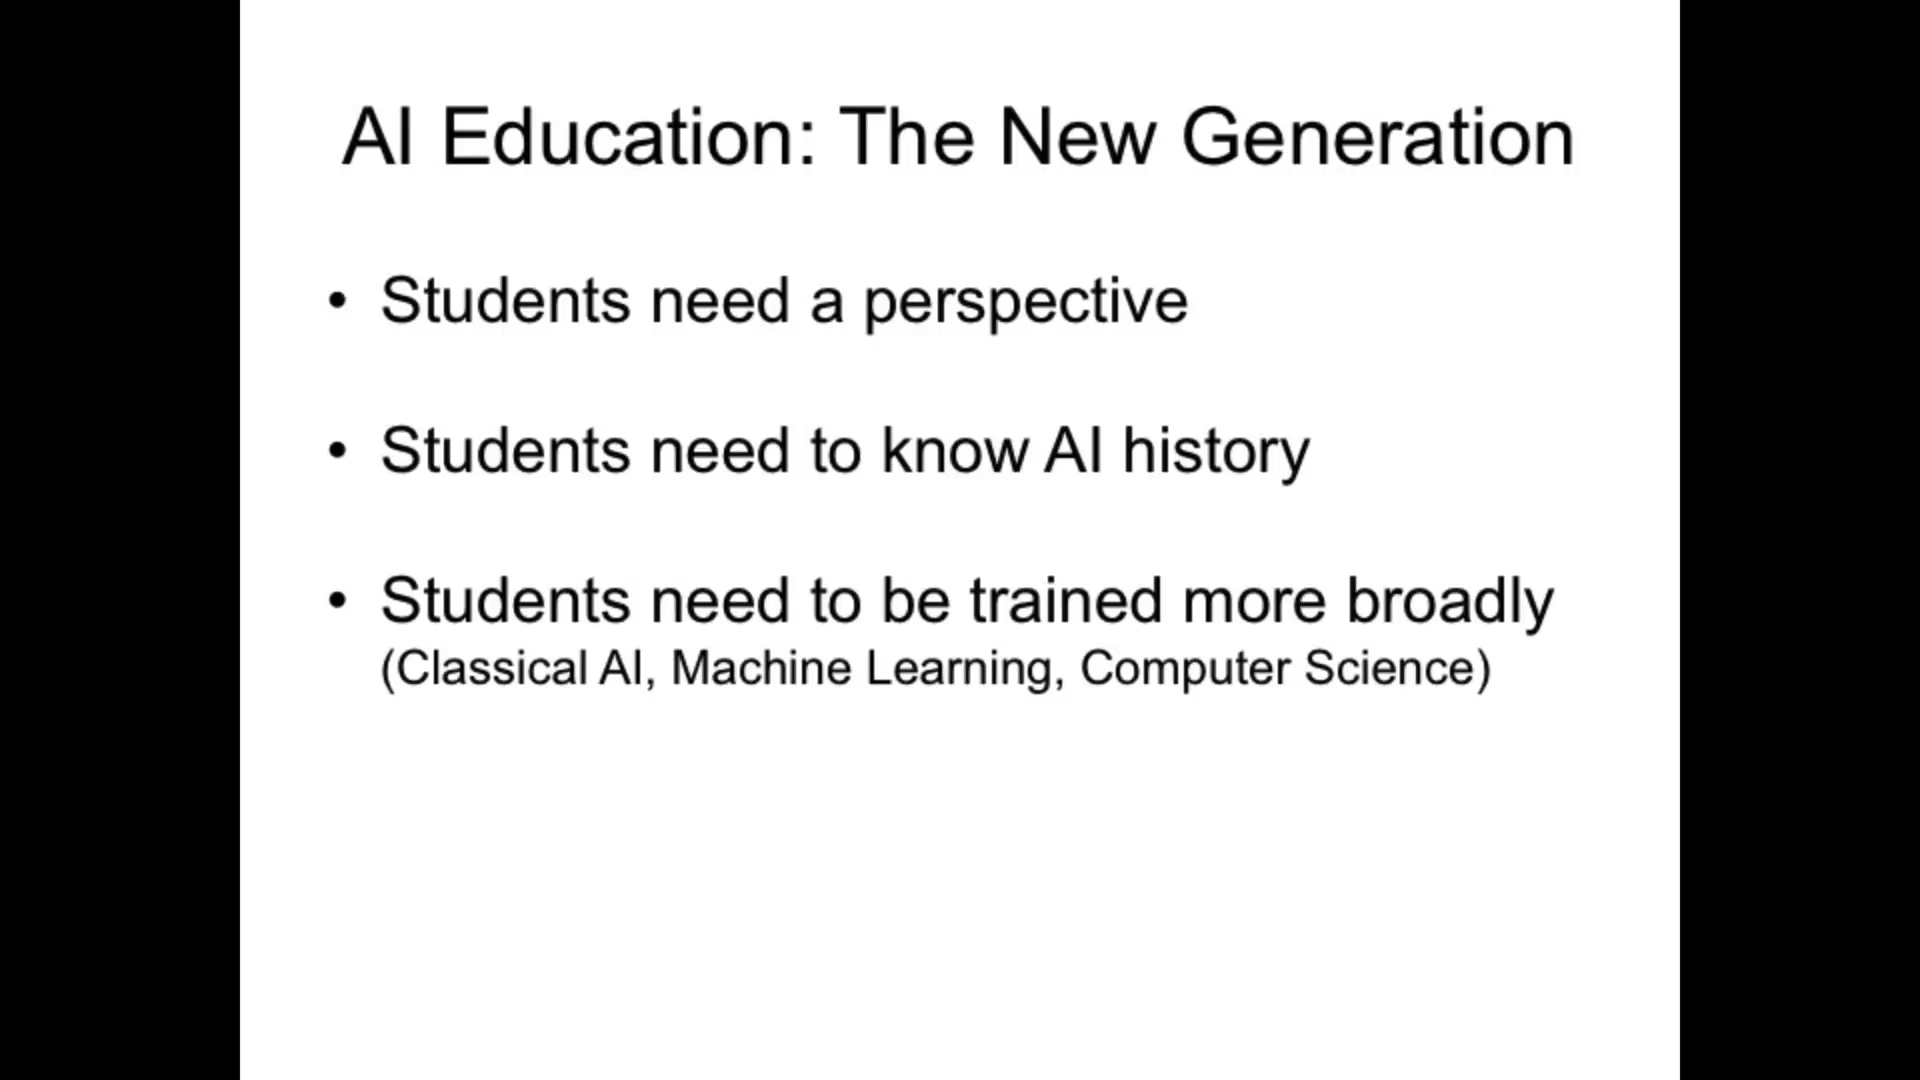 AI Education: The New Generation
• Students need a perspective
• Students need to know AI history
• Students need to be trained more broadly
(Classical AI, Machine Learning, Computer Science)